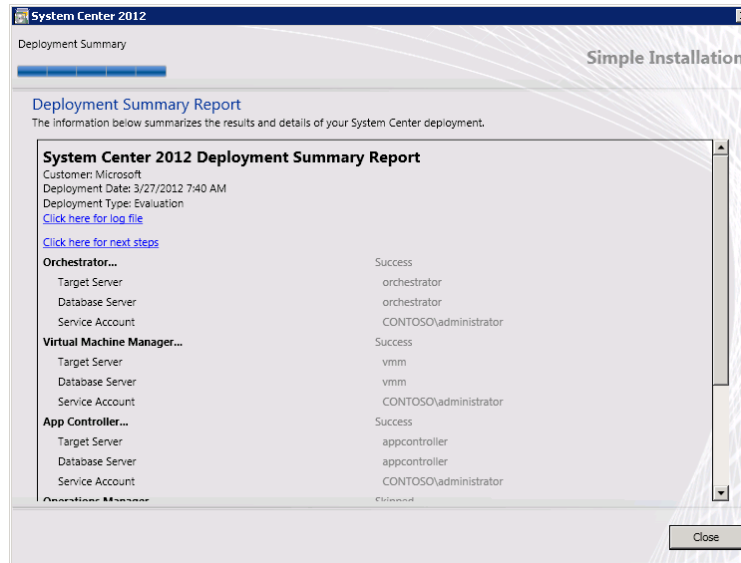 System Center 2012
Deployment Summary
Simple Installation
Deployment Summary Report
The information below summarizes the results and details of your System Center deployment.
System Center 2012 Deployment Summary Report
Customer: Microsoft
Deployment Date: 3/27/2012 7:40 AM
Deployment Type: Evaluation
Click here for log file
Click here for next steps
Orchestrator... Success
Target Server orchestrator
Database Server orchestrator
Service Account CONTOSO\administrator
Virtual Machine Manager... Success
Target Server vmm
Database Server vmm
Service Account CONTOSO\administrator
App Controller... Success
Target Server appcontroller
Database Server appcontroller
Service Account CONTOSO\administrator
Operations Manager Skipped
Close